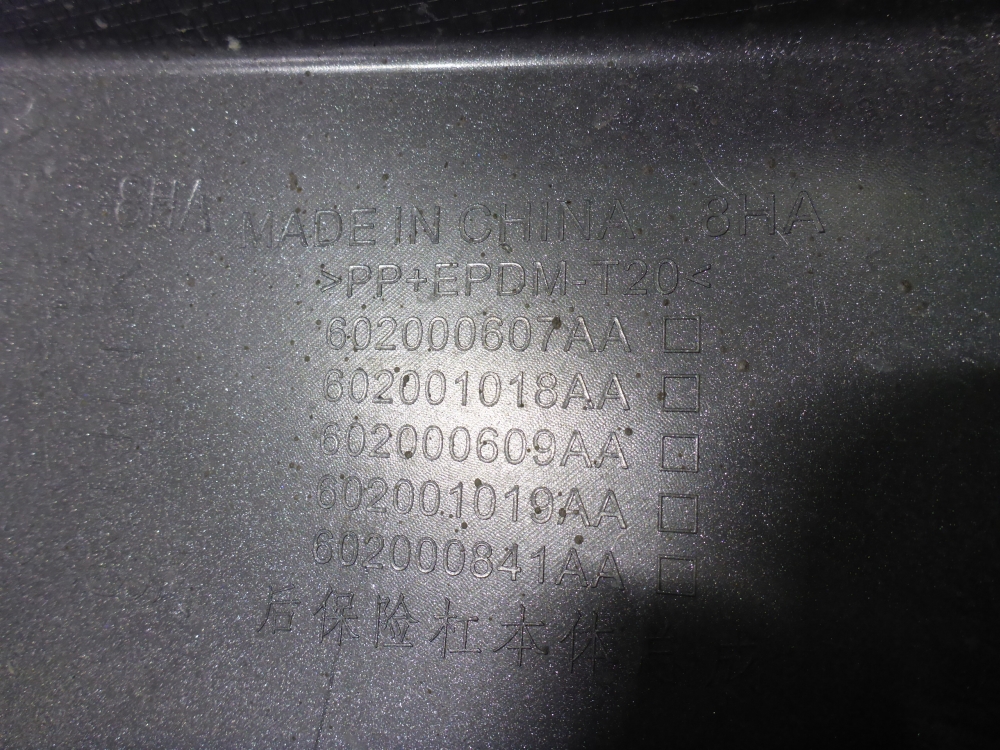 8HA MADE IN CHINA 8HA
>PP+EPDM-T20<
602000607AA
602001018AA
602000609AA
602001019AA
602000841AA
后保险杠本体